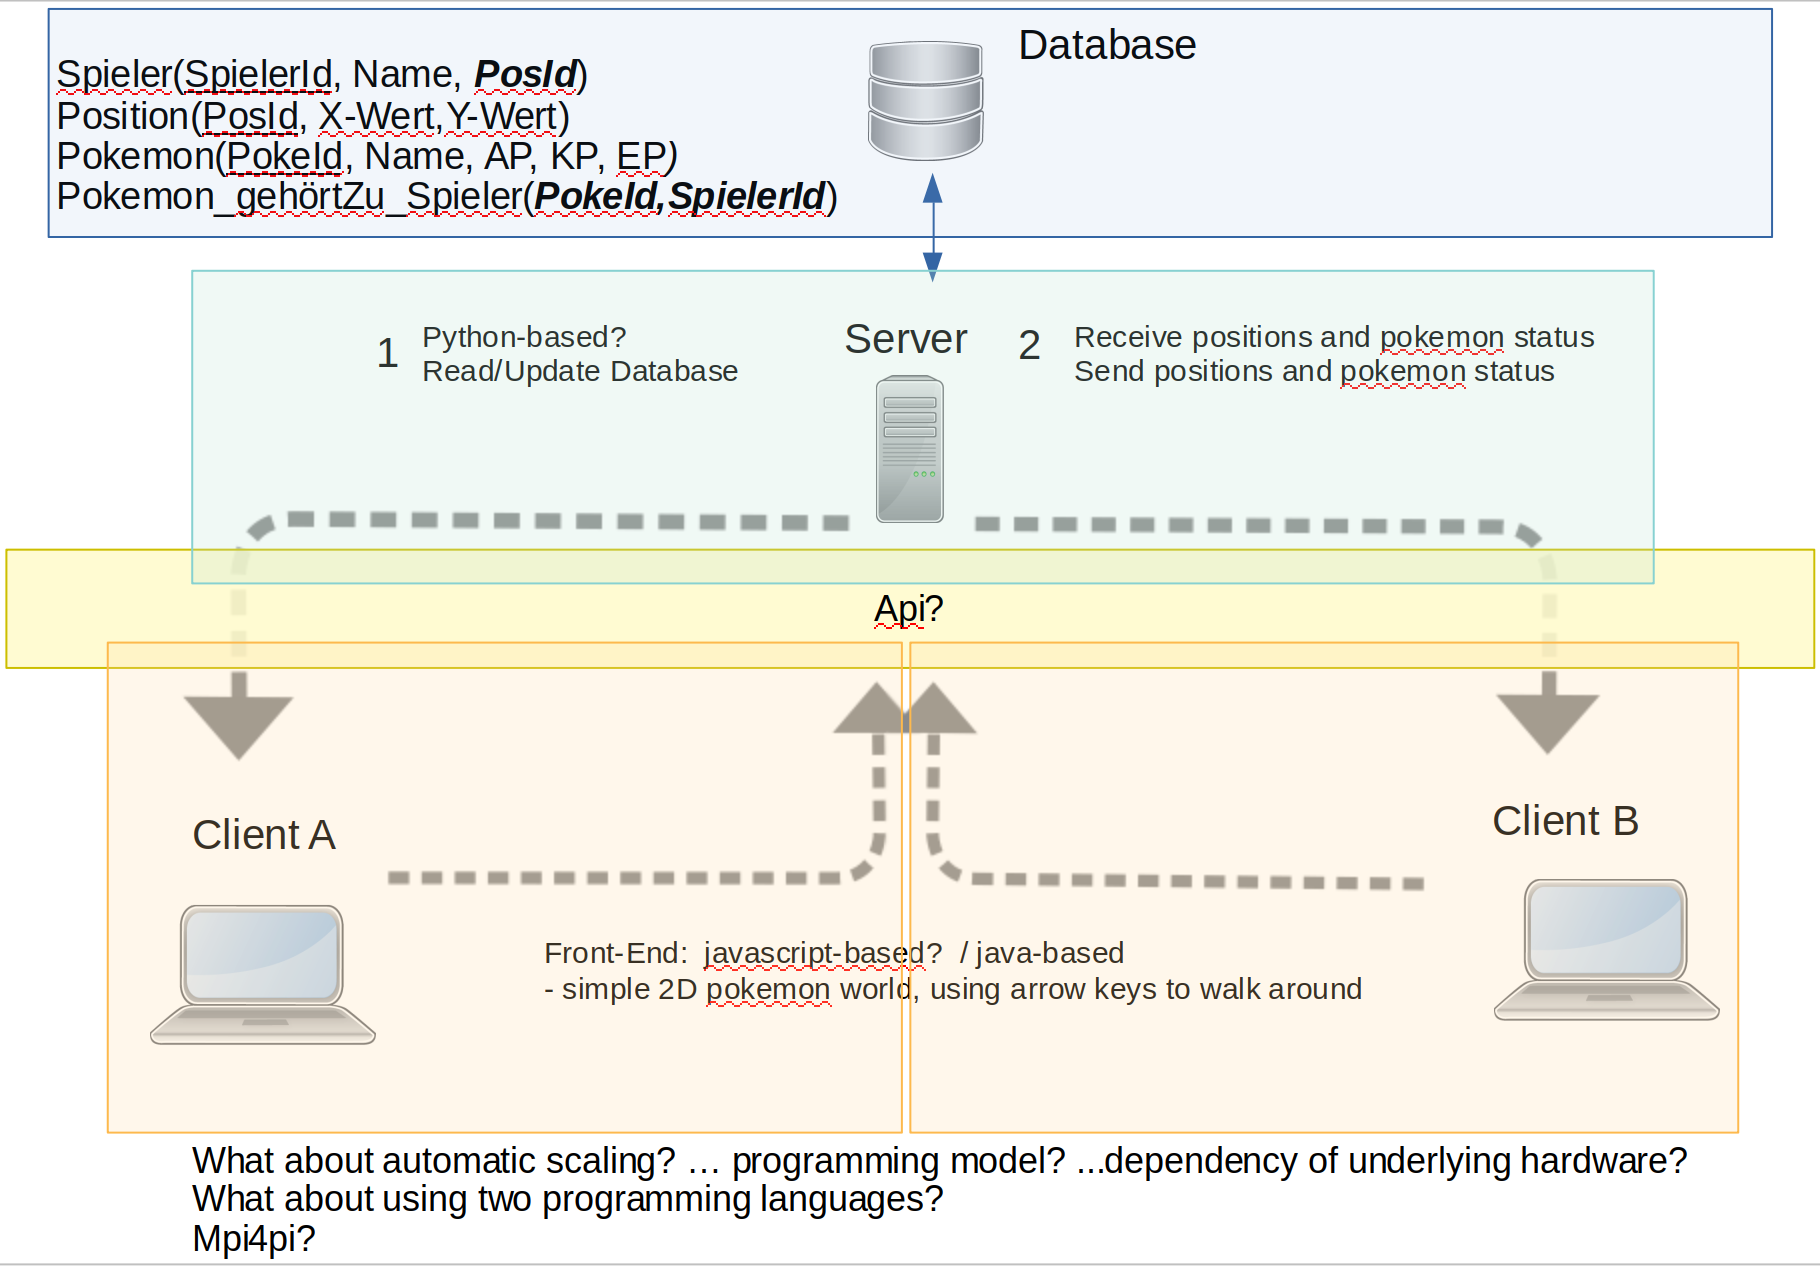 Database
Spieler(SpielerId, Name, PosId)
Position(PosId, X-Wert,Y-Wert)
Pokemon(PokeId, Name, AP, KP, EP)
Pokemon_gehörtZu_Spieler(PokeId,SpielerId)
Server
1
Python-based?
Read/Update Database
2
Receive positions and pokemon status
Send positions and pokemon status
Api?
Client A
Client B
Front-End:  javascript-based?  / java-based
- simple 2D pokemon world, using arrow keys to walk around
What about automatic scaling? … programming model? ...dependency of underlying hardware?
What about using two programming languages?
Mpi4pi?